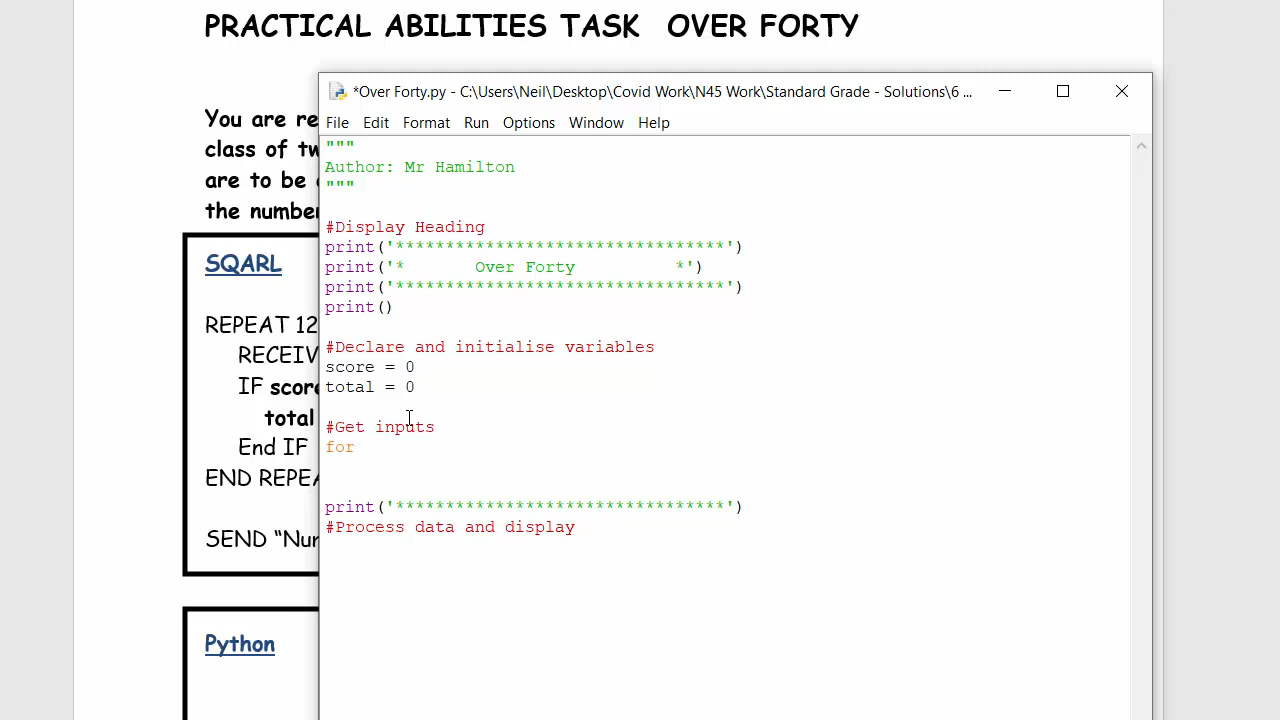 PRACTICAL ABILITIES TASK  OVER FORTY
You are re
class of tw
are to be
the number
SQARL
REPEAT 12
RECEIV
IF score
total
End IF
END REPEA
SEND “Nur
Python
*Over Forty.py - C:\Users\Neil\Desktop\Covid Work\N45 Work\Standard Grade - Solutions\6 ...
File Edit Format Run Options Window Help
"""
Author: Mr Hamilton
"""
#Display Heading
print('*********************************')
print('*       Over Forty          *')
print('*********************************')
print()
#Declare and initialise variables
score = 0
total = 0
#Get inputs
for
print('*********************************')
#Process data and display